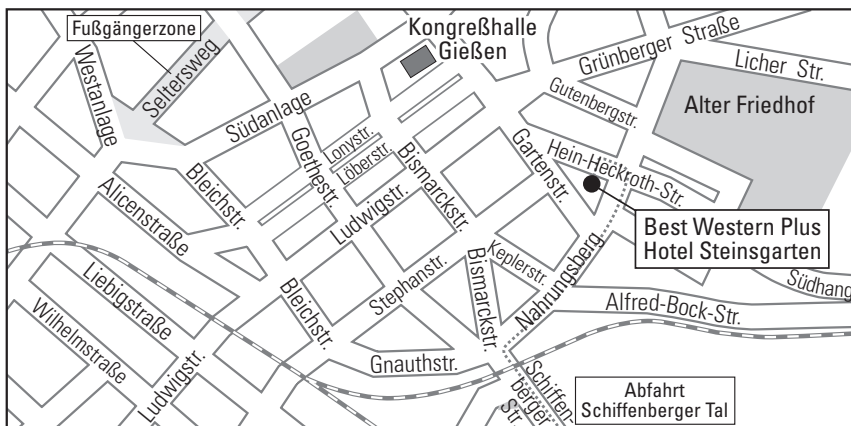 Fußgängerzone
Kongreßhalle
Gießen
Grünberger Straße
Licher Str.
Westanlage
Seltersweg
Südanlage
Gutenbergstr.
Alter Friedhof
Lonystr.
Löberstr.
Goethestr.
Bismarckstr.
Gartenstr.
Hein-Heckroth-Str.
Bleichstr.
Alicenstraße
Ludwigstr.
Best Western Plus
Hotel Steinsgarten
Keplerstr.
Bismarckstr.
Nahrungsberg
Südhang
Stephanstr.
Liebigstraße
Bleichstr.
Alfred-Bock-Str.
Wilhelmstraße
Ludwigstr.
Gnauthstr.
Schiffen-
berger
Str.
Abfahrt
Schiffenberger Tal